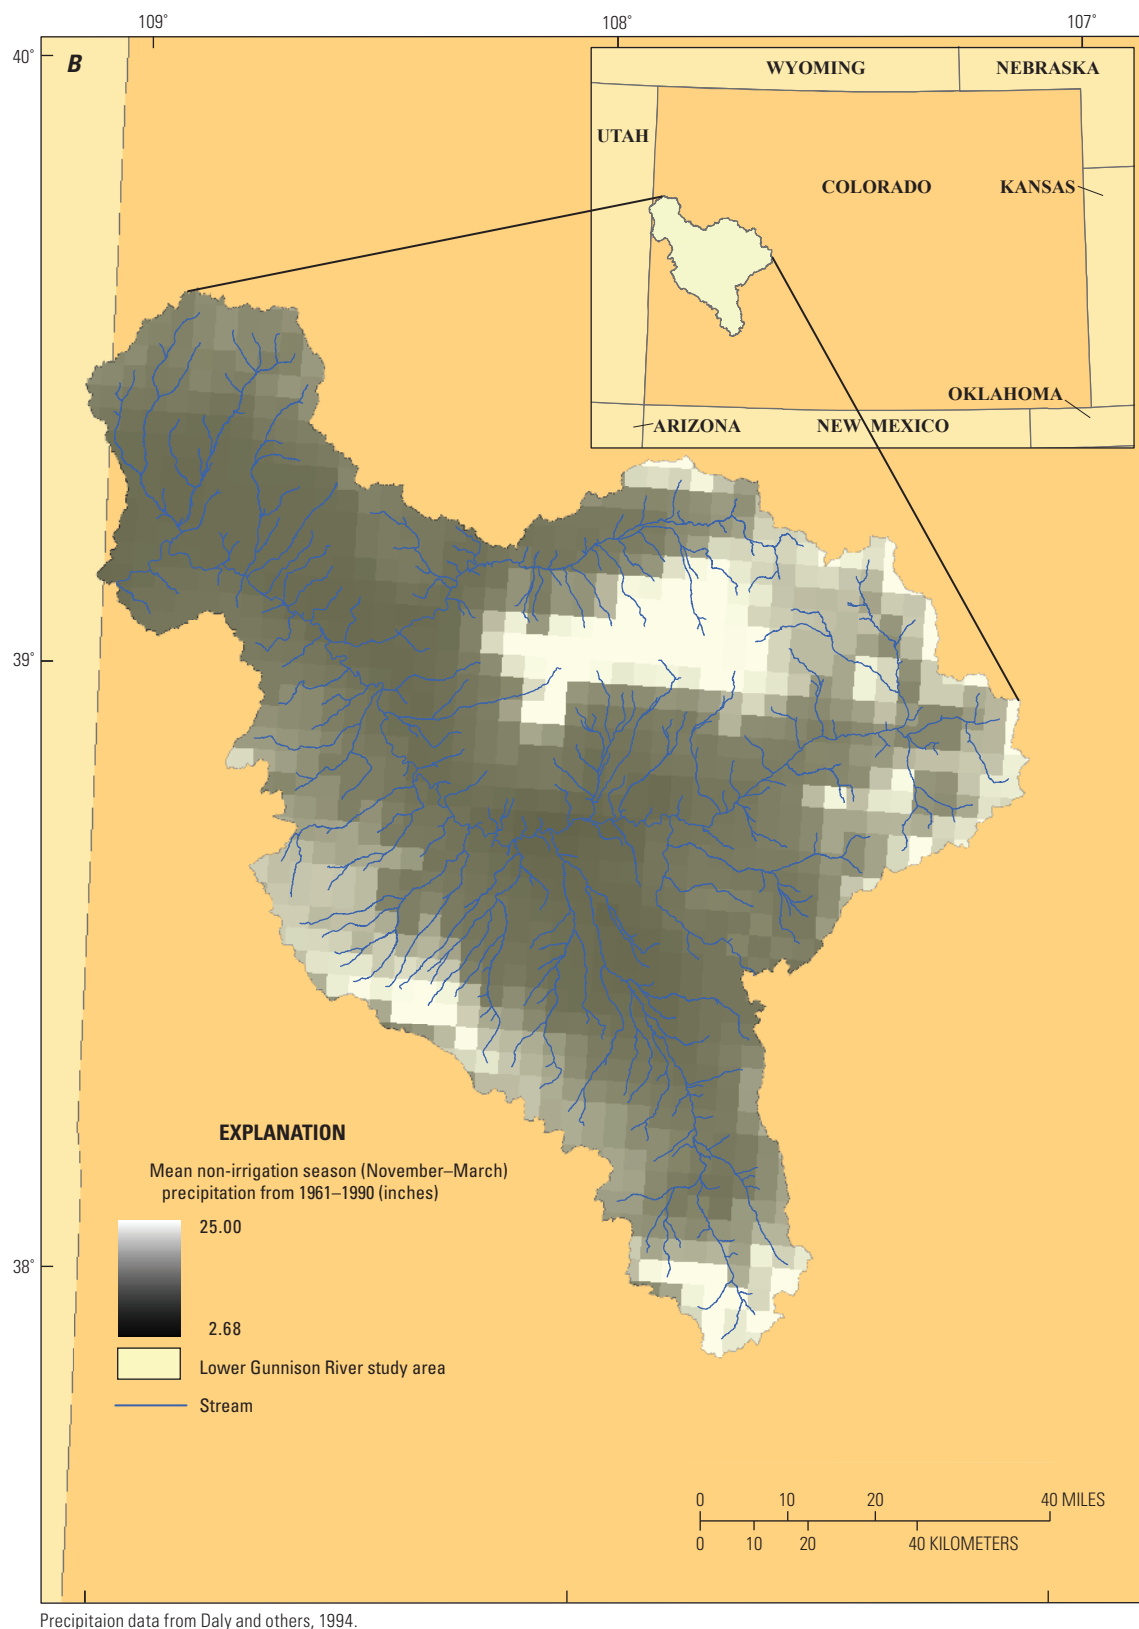 109° 108° 107°
40°
B
WYOMING NEBRASKA
UTAH
COLORADO KANSAS
OKLAHOMA
ARIZONA NEW MEXICO
39°
EXPLANATION
Mean non-irrigation season (November–March)
precipitation from 1961–1990 (inches)
25.00
2.68
38°
Lower Gunnison River study area
Stream
0 10 20 40 MILES
0 10 20 40 KILOMETERS
Precipitaion data from Daly and others, 1994.